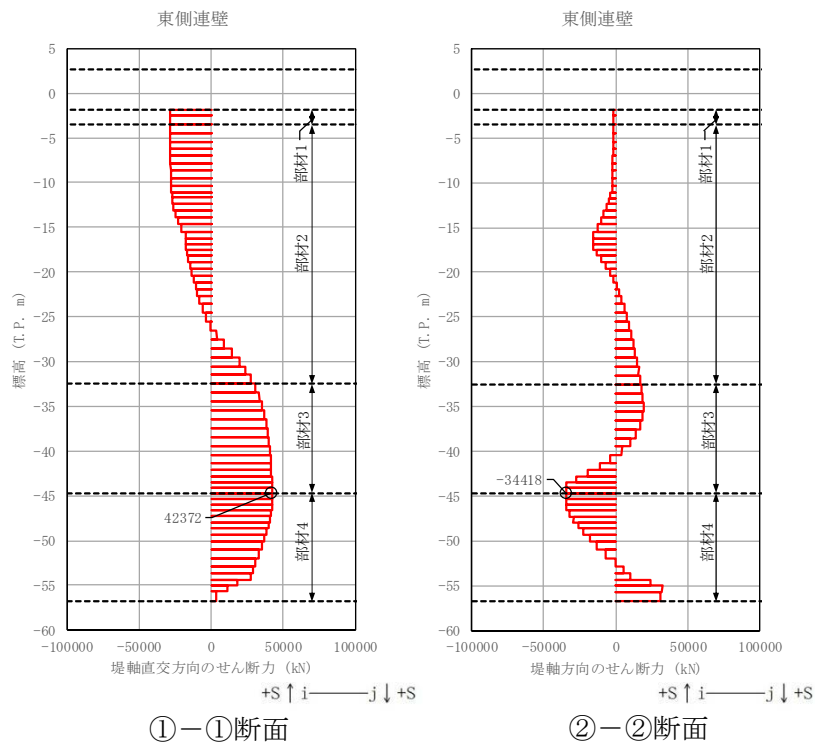 東側連壁
5
0
-5
-10
-15
-20
-25
-30
-35
-40
-45
-50
-55
-60
標高 (T.P. m)
部材1
部材2
部材3
部材4
42372
-100000 -50000 0 50000 100000
堤軸直交方向のせん断力 (kN)
+S ↑ i───j ↓ +S
①－①断面
東側連壁
5
0
-5
-10
-15
-20
-25
-30
-35
-40
-45
-50
-55
-60
標高 (T.P. m)
部材1
部材2
部材3
部材4
-34418
-100000 -50000 0 50000 100000
堤軸方向のせん断力 (kN)
+S ↑ i───j ↓ +S
②－②断面